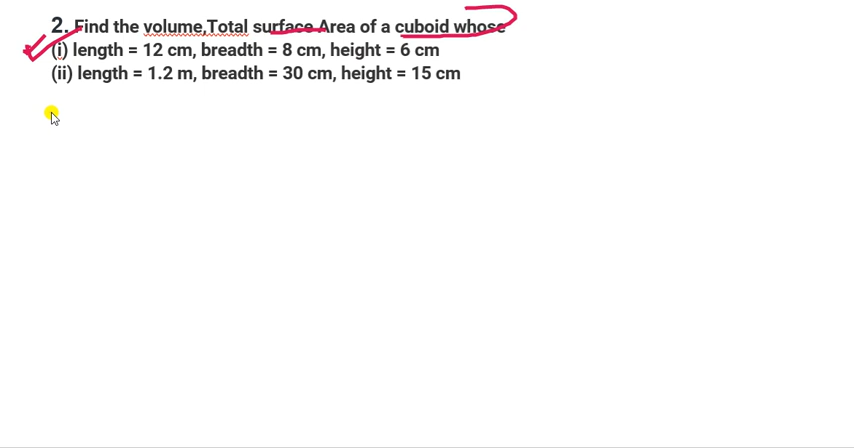 2. Find the volume,Total surface Area of a cuboid whose
(i) length = 12 cm, breadth = 8 cm, height = 6 cm
(ii) length = 1.2 m, breadth = 30 cm, height = 15 cm